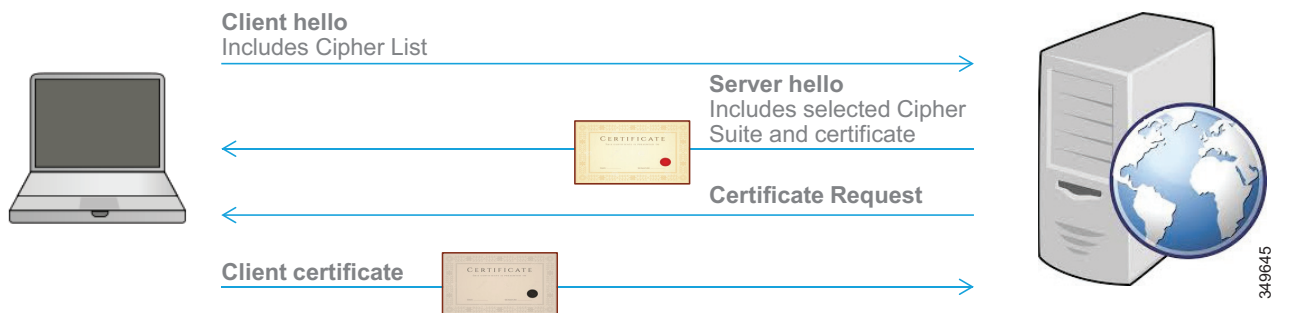 Client hello
Includes Cipher List
Server hello
Includes selected Cipher
Suite and certificate
CERTIFICATE
Certificate Request
Client certificate
CERTIFICATE
349645